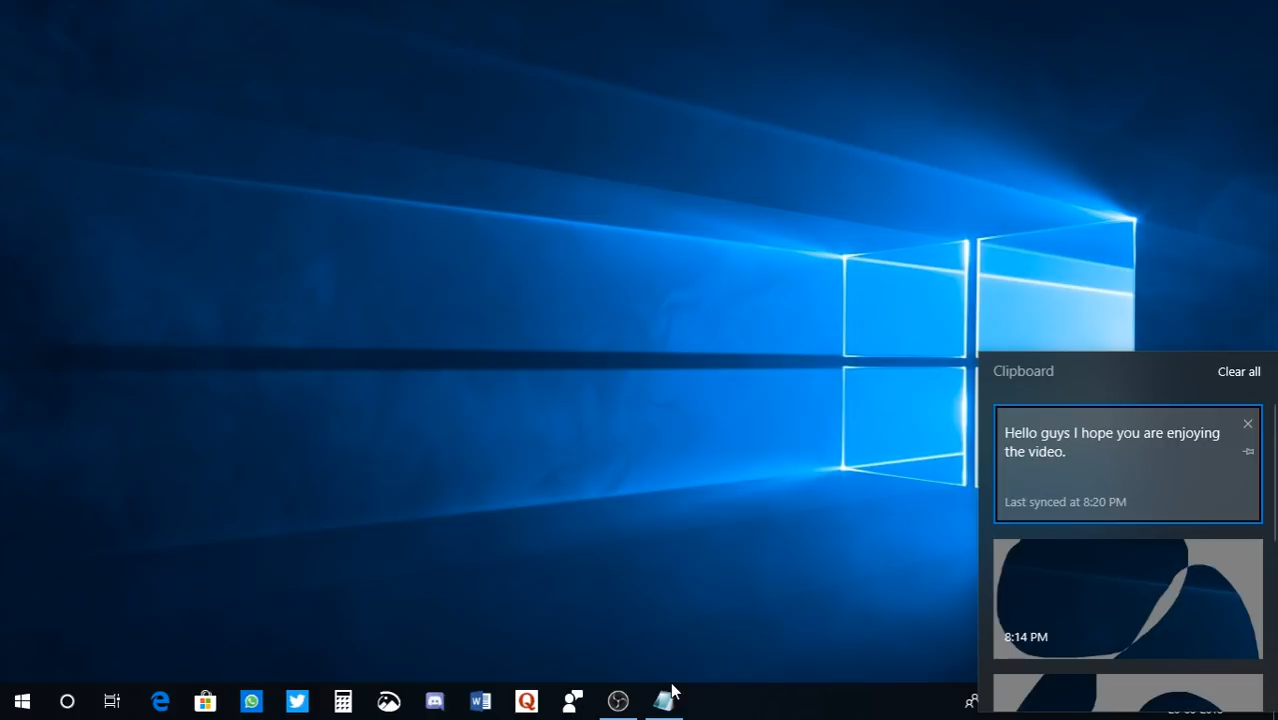 Clipboard
Clear all
Hello guys I hope you are enjoying
the video.
Last synced at 8:20 PM
8:14 PM